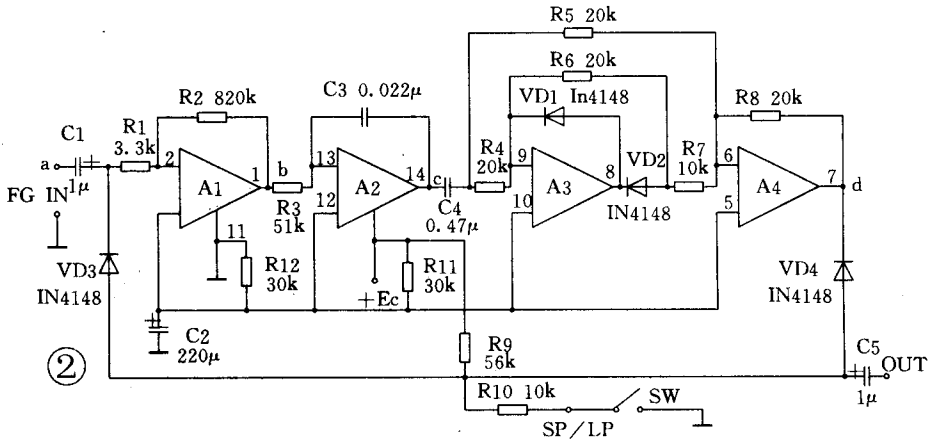 R5 20k
R6 20k
C3 0.022μ
VD1 In4148
R2 820k
R8 20k
C1
R1
3.3k
R4
20k
VD2
R7
10k
a
1μ
2
1
b
13
14
c
9
8
6
7
d
A1
A2
A3
A4
FG IN
R3
51k
12
C4
0.47μ
10
IN4148
5
11
VD3
IN4148
R12
30k
+Ec
R11
30k
VD4
IN4148
C2
220μ
R9
56k
C5
OUT
1μ
②
R10 10k
SW
SP/LP
+
+
+